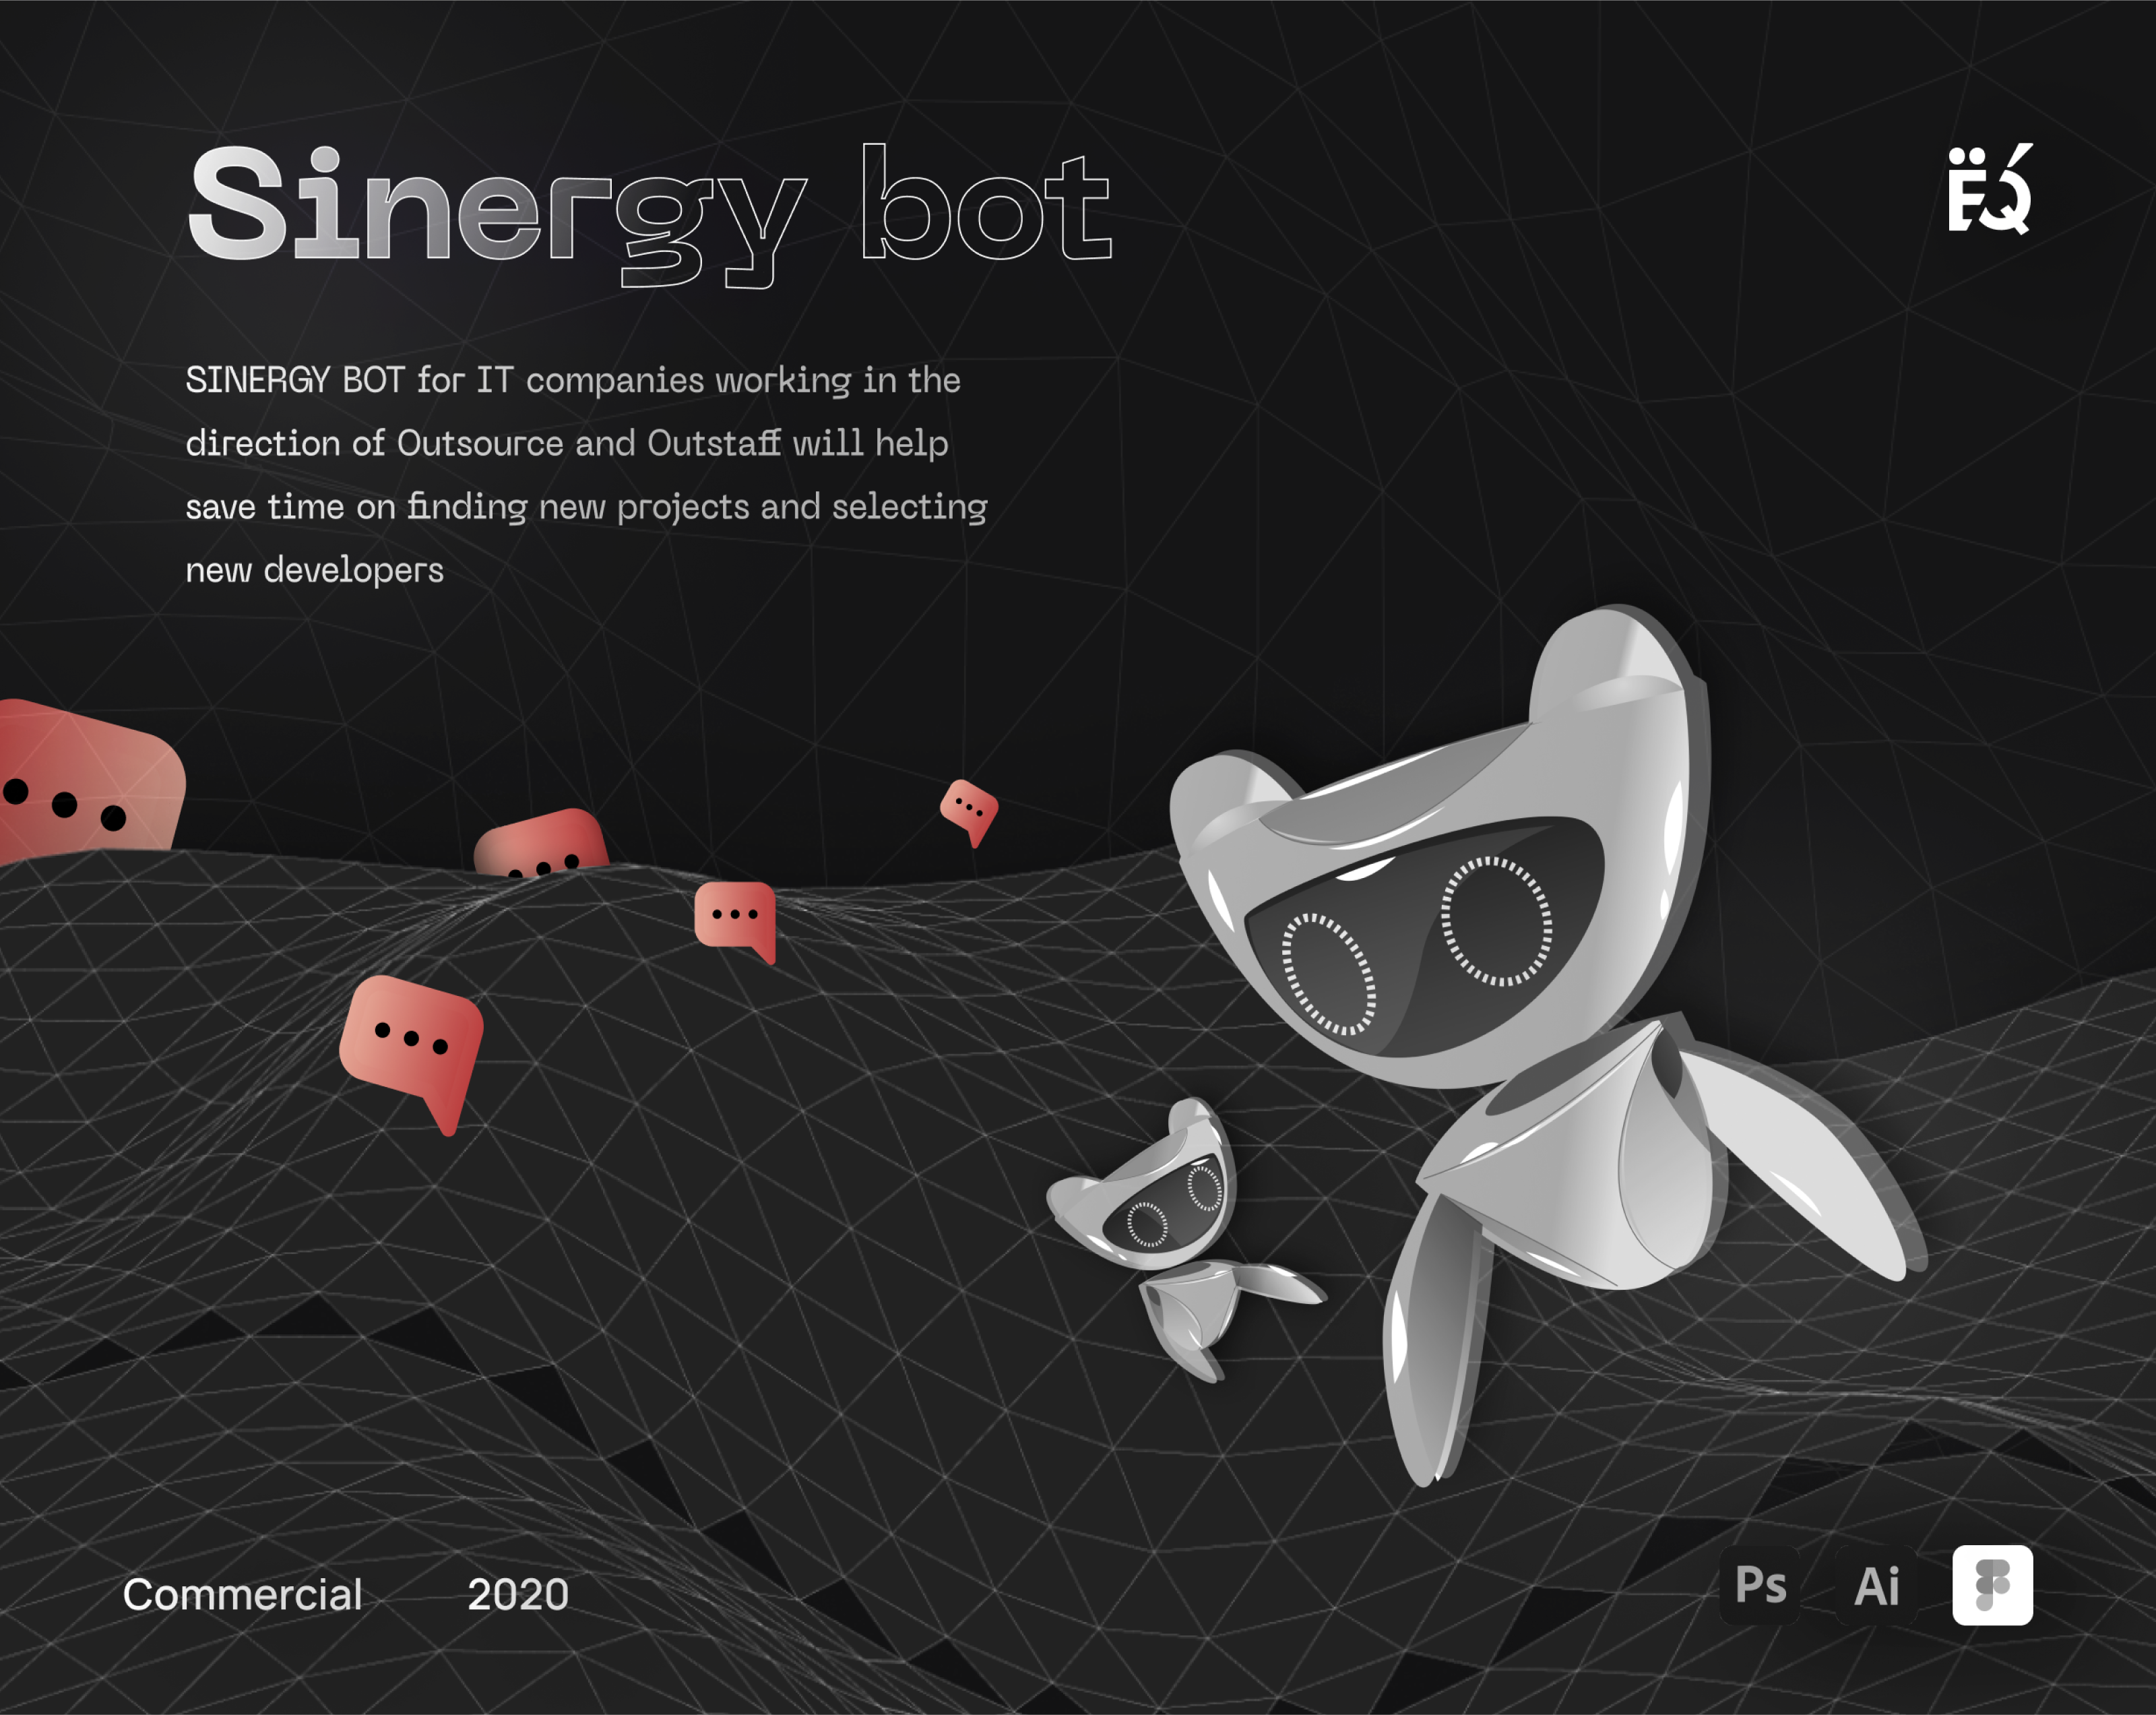 Sinergy bot
ËQ́
SINERGY BOT for IT companies working in the
direction of Outsource and Outstaff will help
save time on finding new projects and selecting
new developers
Commercial 2020
Ps Ai